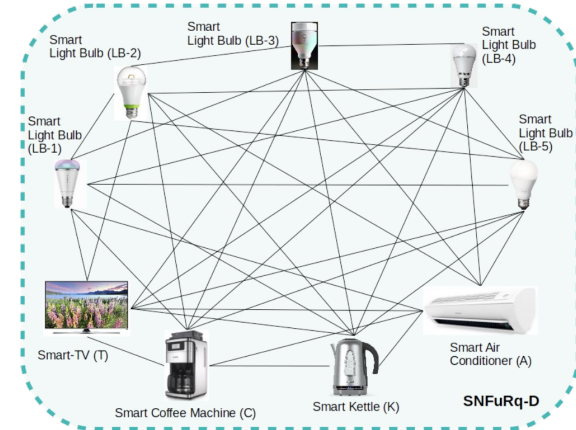 Smart
Light Bulb (LB-2)
Smart
Light Bulb (LB-3)
Smart
Light Bulb
(LB-4)
Smart
Light Bulb
(LB-1)
Smart
Light Bulb
(LB-5)
Smart-TV (T)
Smart Coffee Machine (C)
Smart Kettle (K)
Smart Air
Conditioner (A)
SNFuRq-D